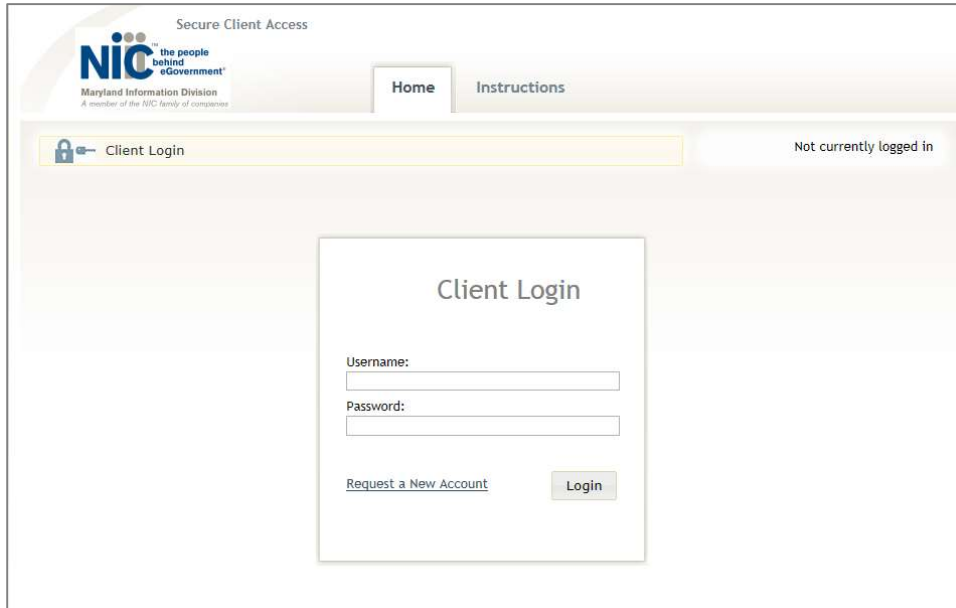 Secure Client Access
NIC™ the people
behind
eGovernment®
Maryland Information Division
A member of the NIC family of companies
Home
Instructions
Client Login
Not currently logged in
Client Login
Username:
Password:
Request a New Account
Login